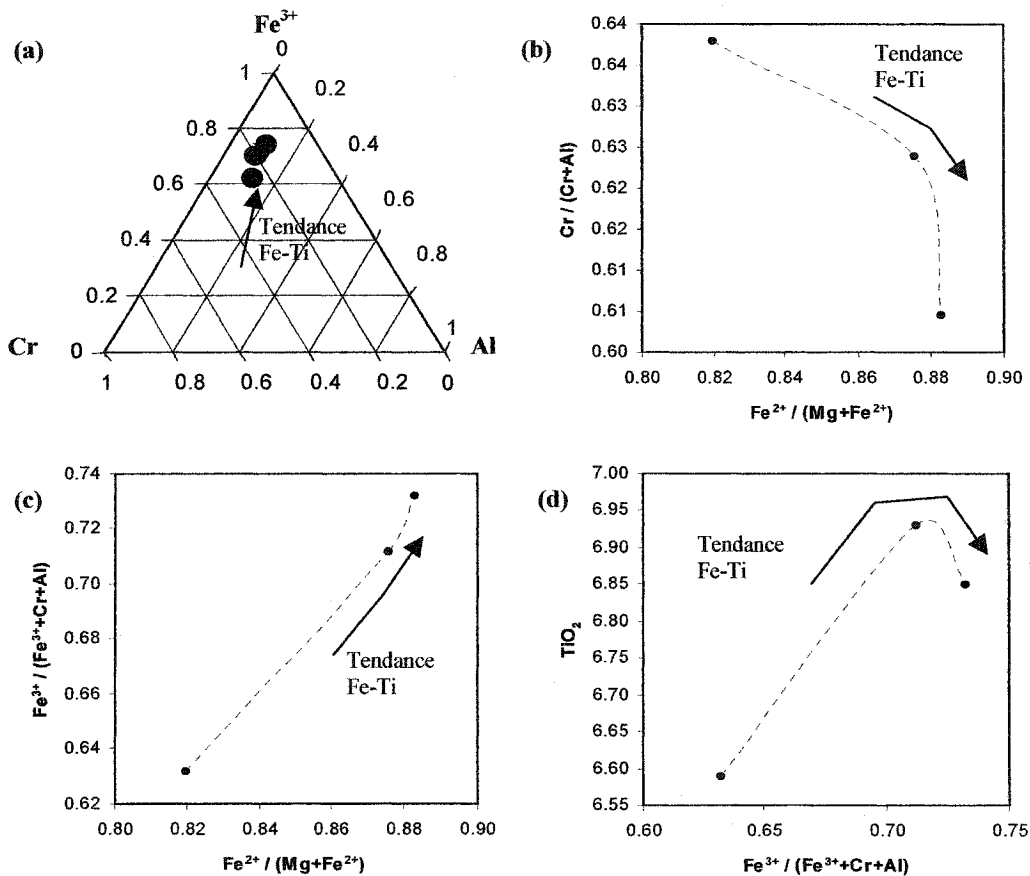 (a)
Fe³⁺
0
1
0.2
0.8
0.4
0.6
0.6
0.4
0.8
0.2
1
0
Tendance
Fe-Ti
Cr
Al
1
0.8
0.6
0.4
0.2
0
(b)
0.64
0.64
0.63
0.63
0.62
0.62
0.61
0.61
0.60
Cr / (Cr+Al)
Tendance
Fe-Ti
0.80
0.82
0.84
0.86
0.88
0.90
Fe²⁺ / (Mg+Fe²⁺)
(c)
0.74
0.72
0.70
0.68
0.66
0.64
0.62
Fe³⁺ / (Fe³⁺+Cr+Al)
Tendance
Fe-Ti
0.80
0.82
0.84
0.86
0.88
0.90
Fe²⁺ / (Mg+Fe²⁺)
(d)
7.00
6.95
6.90
6.85
6.80
6.75
6.70
6.65
6.60
6.55
TiO₂
Tendance
Fe-Ti
0.60
0.65
0.70
0.75
Fe³⁺ / (Fe³⁺+Cr+Al)